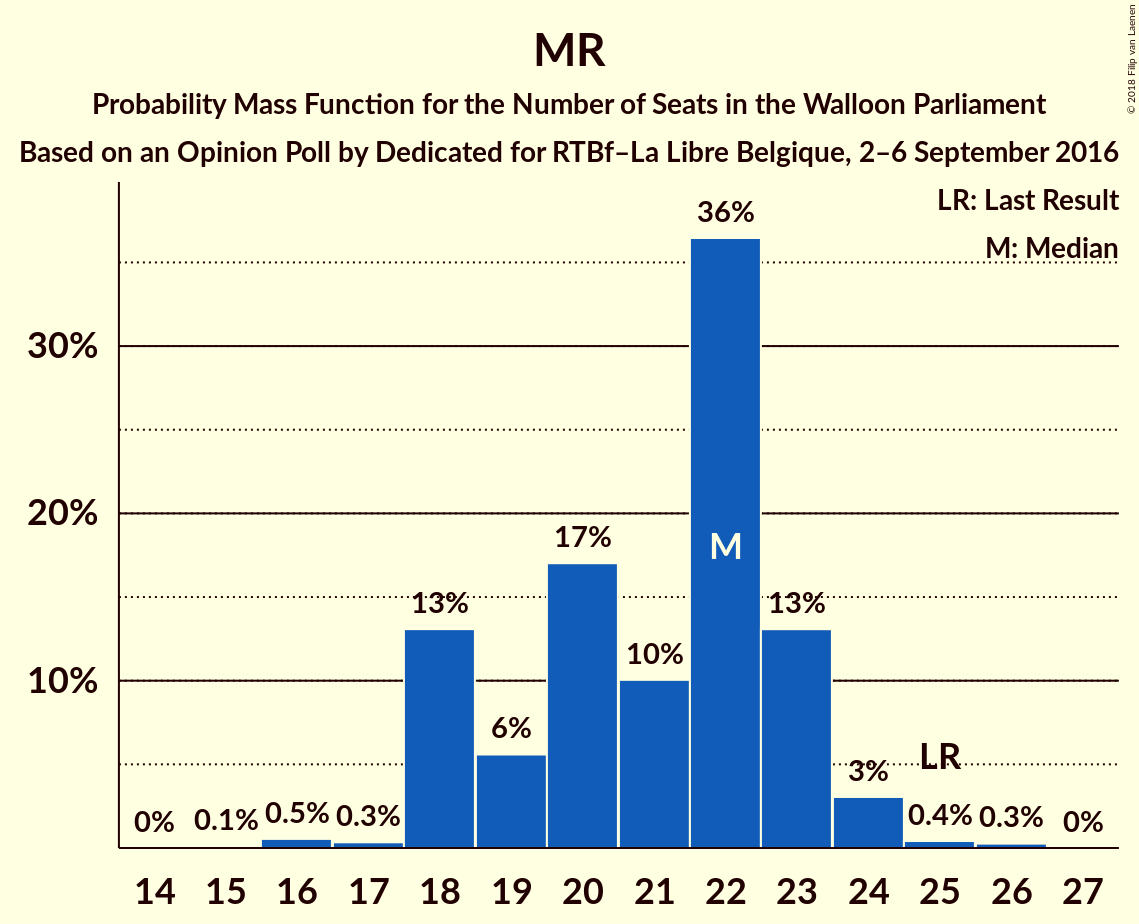 MR
Probability Mass Function for the Number of Seats in the Walloon Parliament
Based on an Opinion Poll by Dedicated for RTBf–La Libre Belgique, 2–6 September 2016
© 2018 Filip van Laenen
LR: Last Result
M: Median
30%
20%
10%
0%
0.1%
0.5%
0.3%
13%
6%
17%
10%
36%
M
13%
3%
LR
0.4%
0.3%
0%
14 15 16 17 18 19 20 21 22 23 24 25 26 27